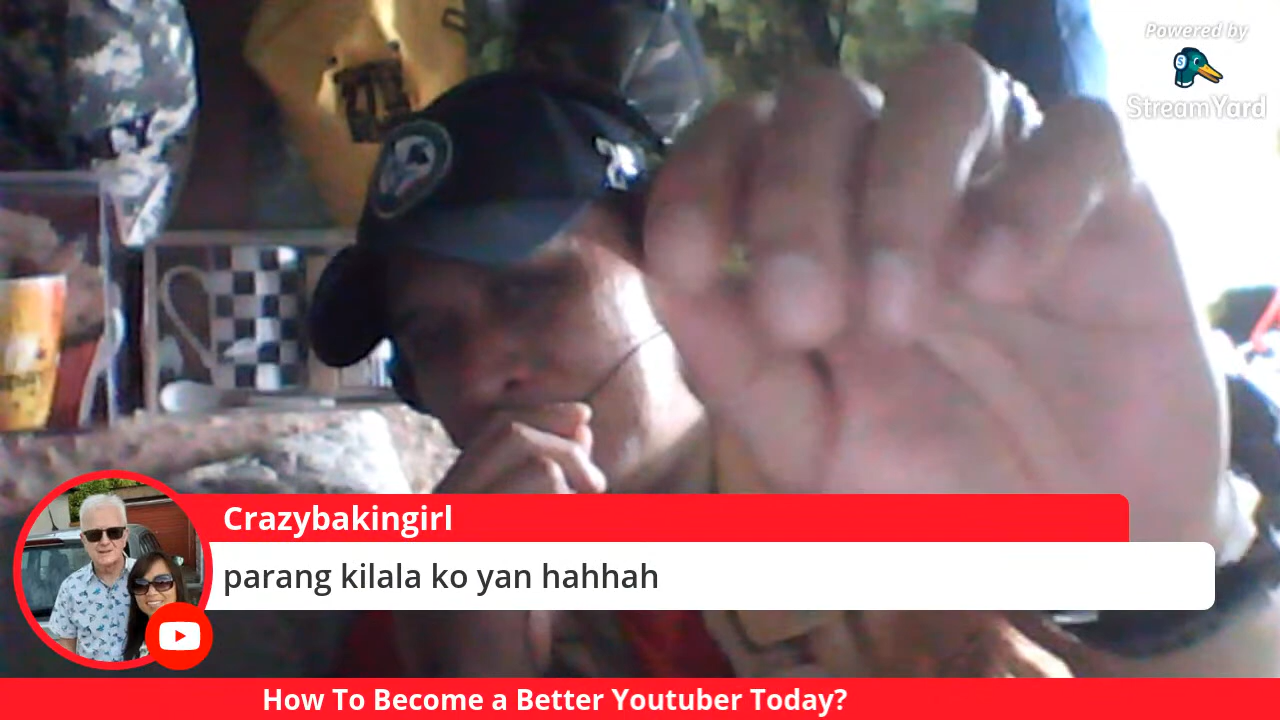 Powered by
StreamYard
Crazybakingirl
parang kilala ko yan hahhah
How To Become a Better Youtuber Today?